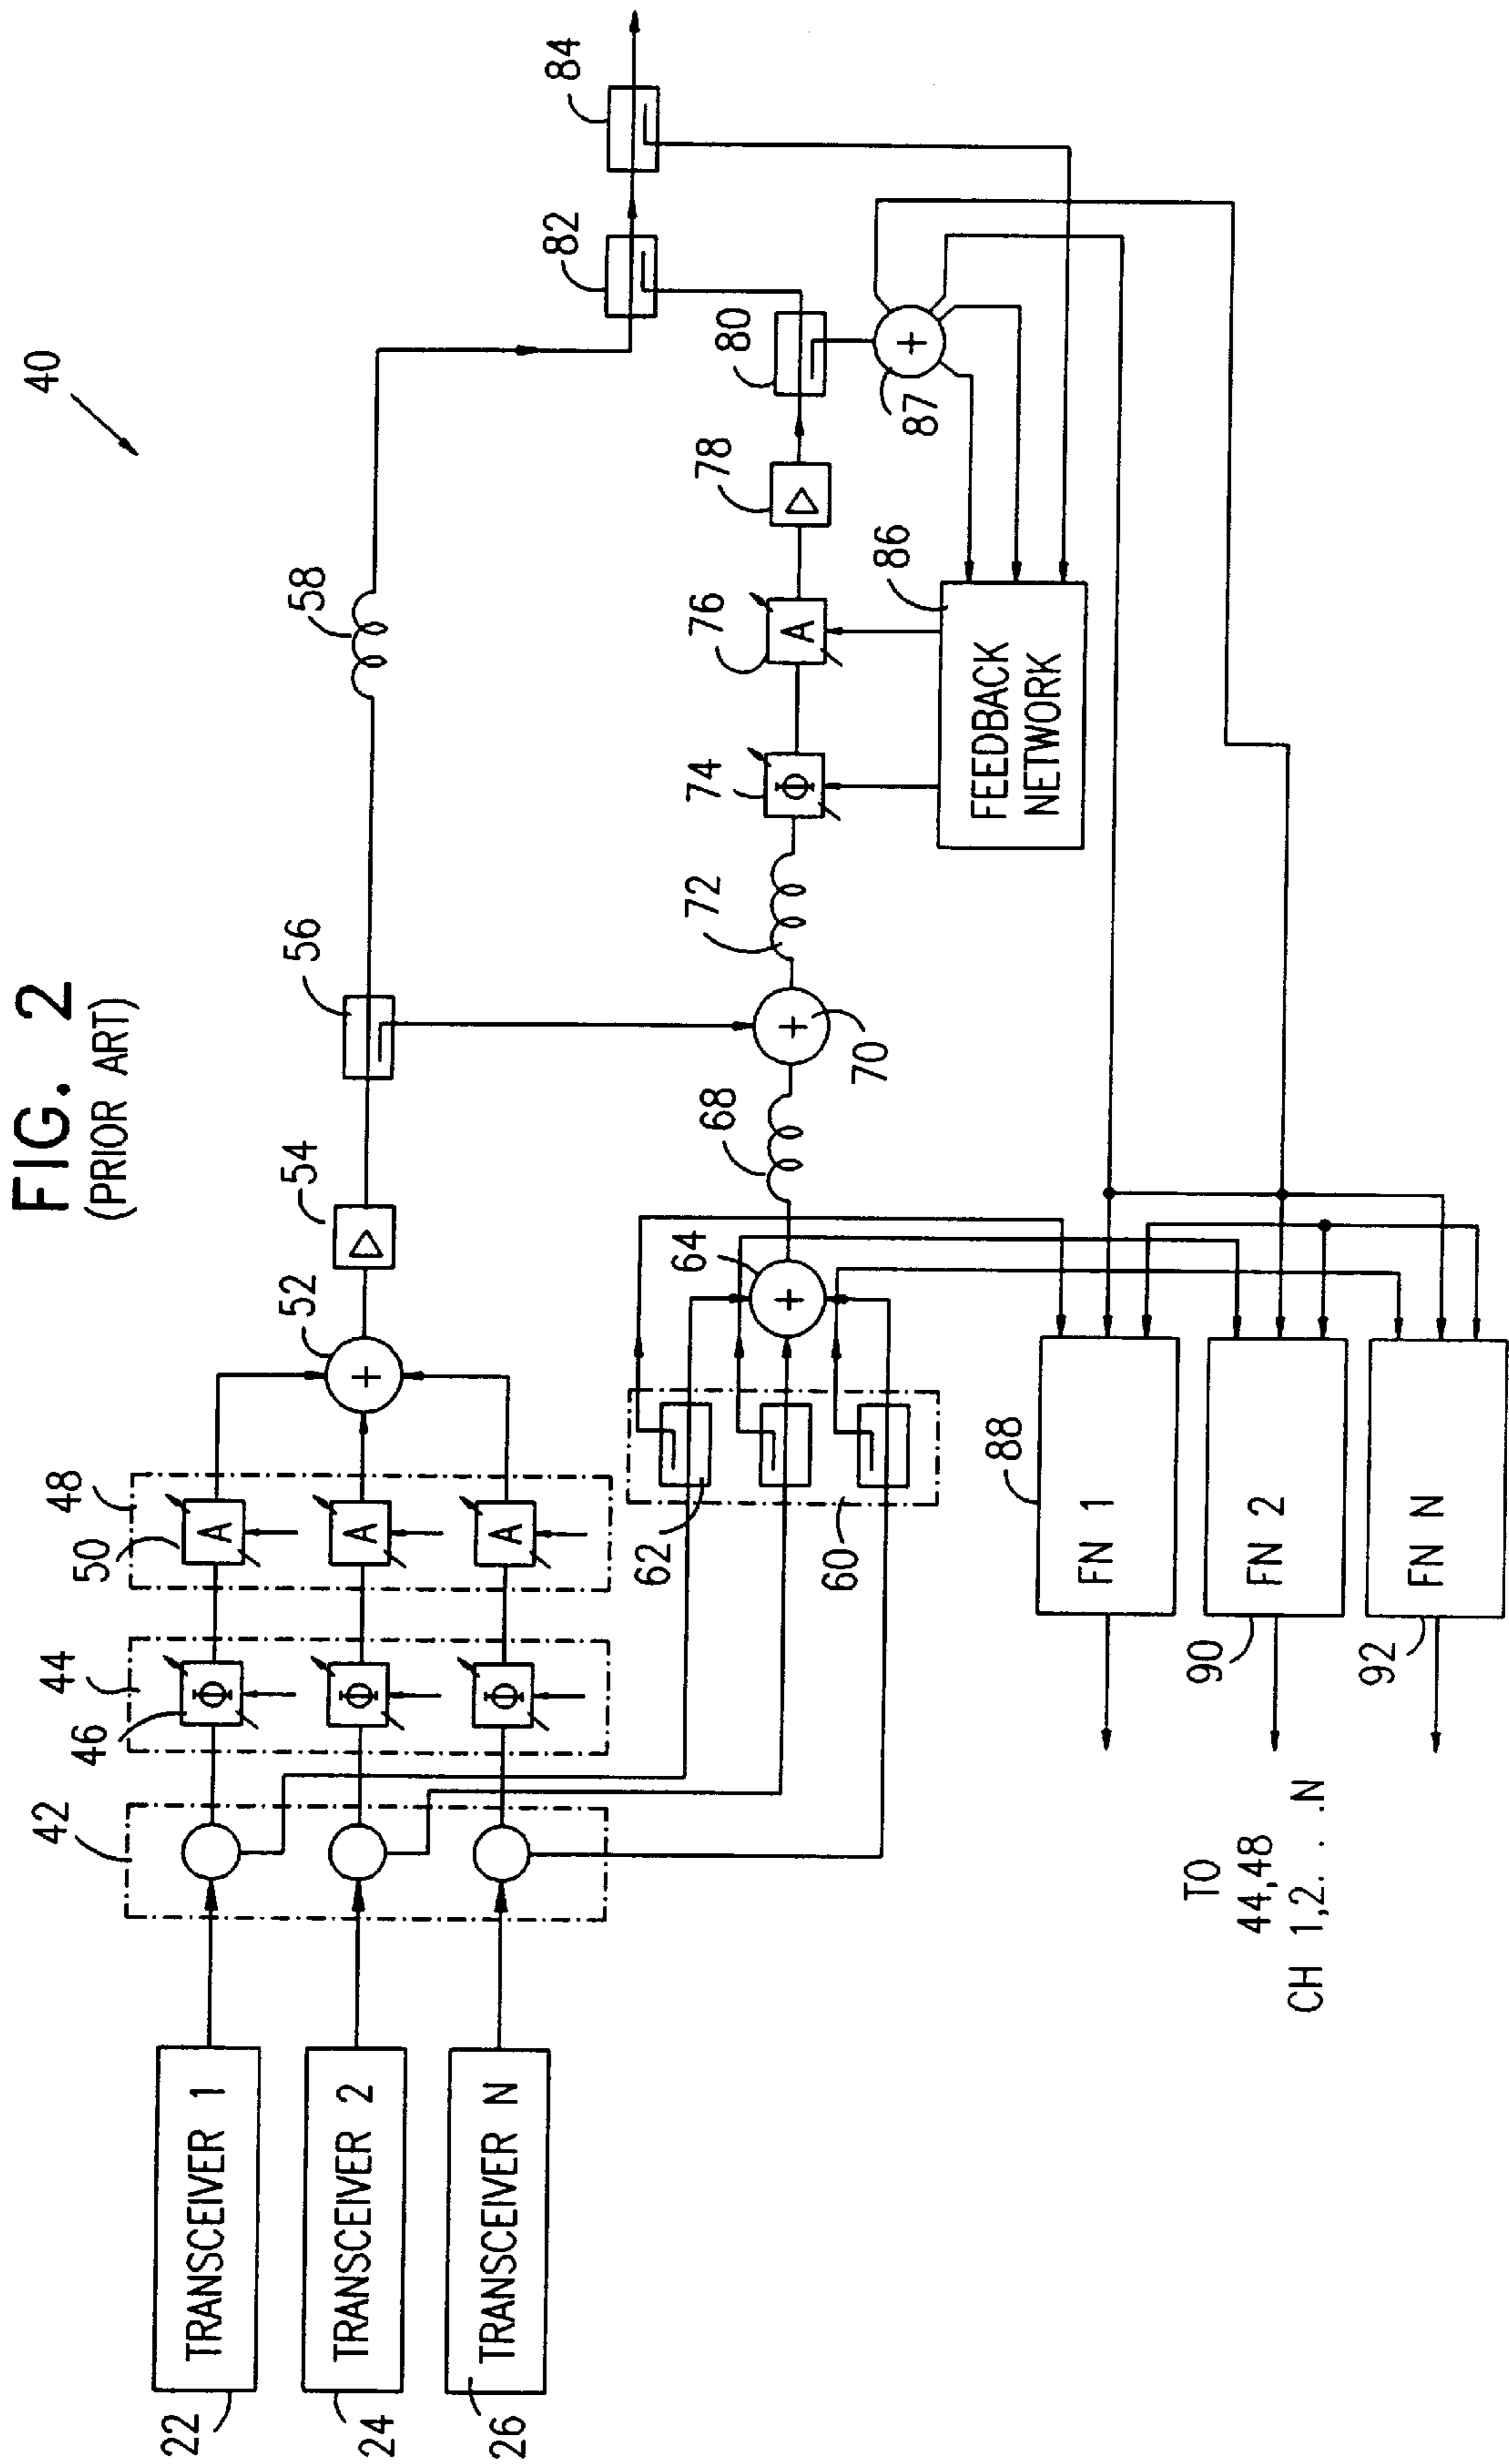 FIG. 2
(PRIOR ART)
40
TRANSCEIVER 1
22
TRANSCEIVER 2
24
TRANSCEIVER N
26
42
44
46
Φ
Φ
Φ
48
50
A
A
A
52
+
54
56
58
60
62
64
+
68
70
+
72
74
Φ
76
A
78
80
82
84
86
FEEDBACK
NETWORK
87
+
88
FN 1
90
FN 2
92
FN N
TO
44,48
CH 1,2. . .N